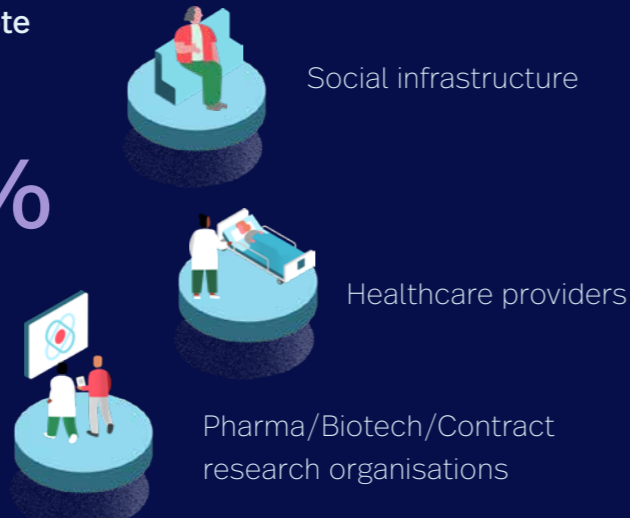 te
Social infrastructure
%
Healthcare providers
Pharma/Biotech/Contract
research organisations